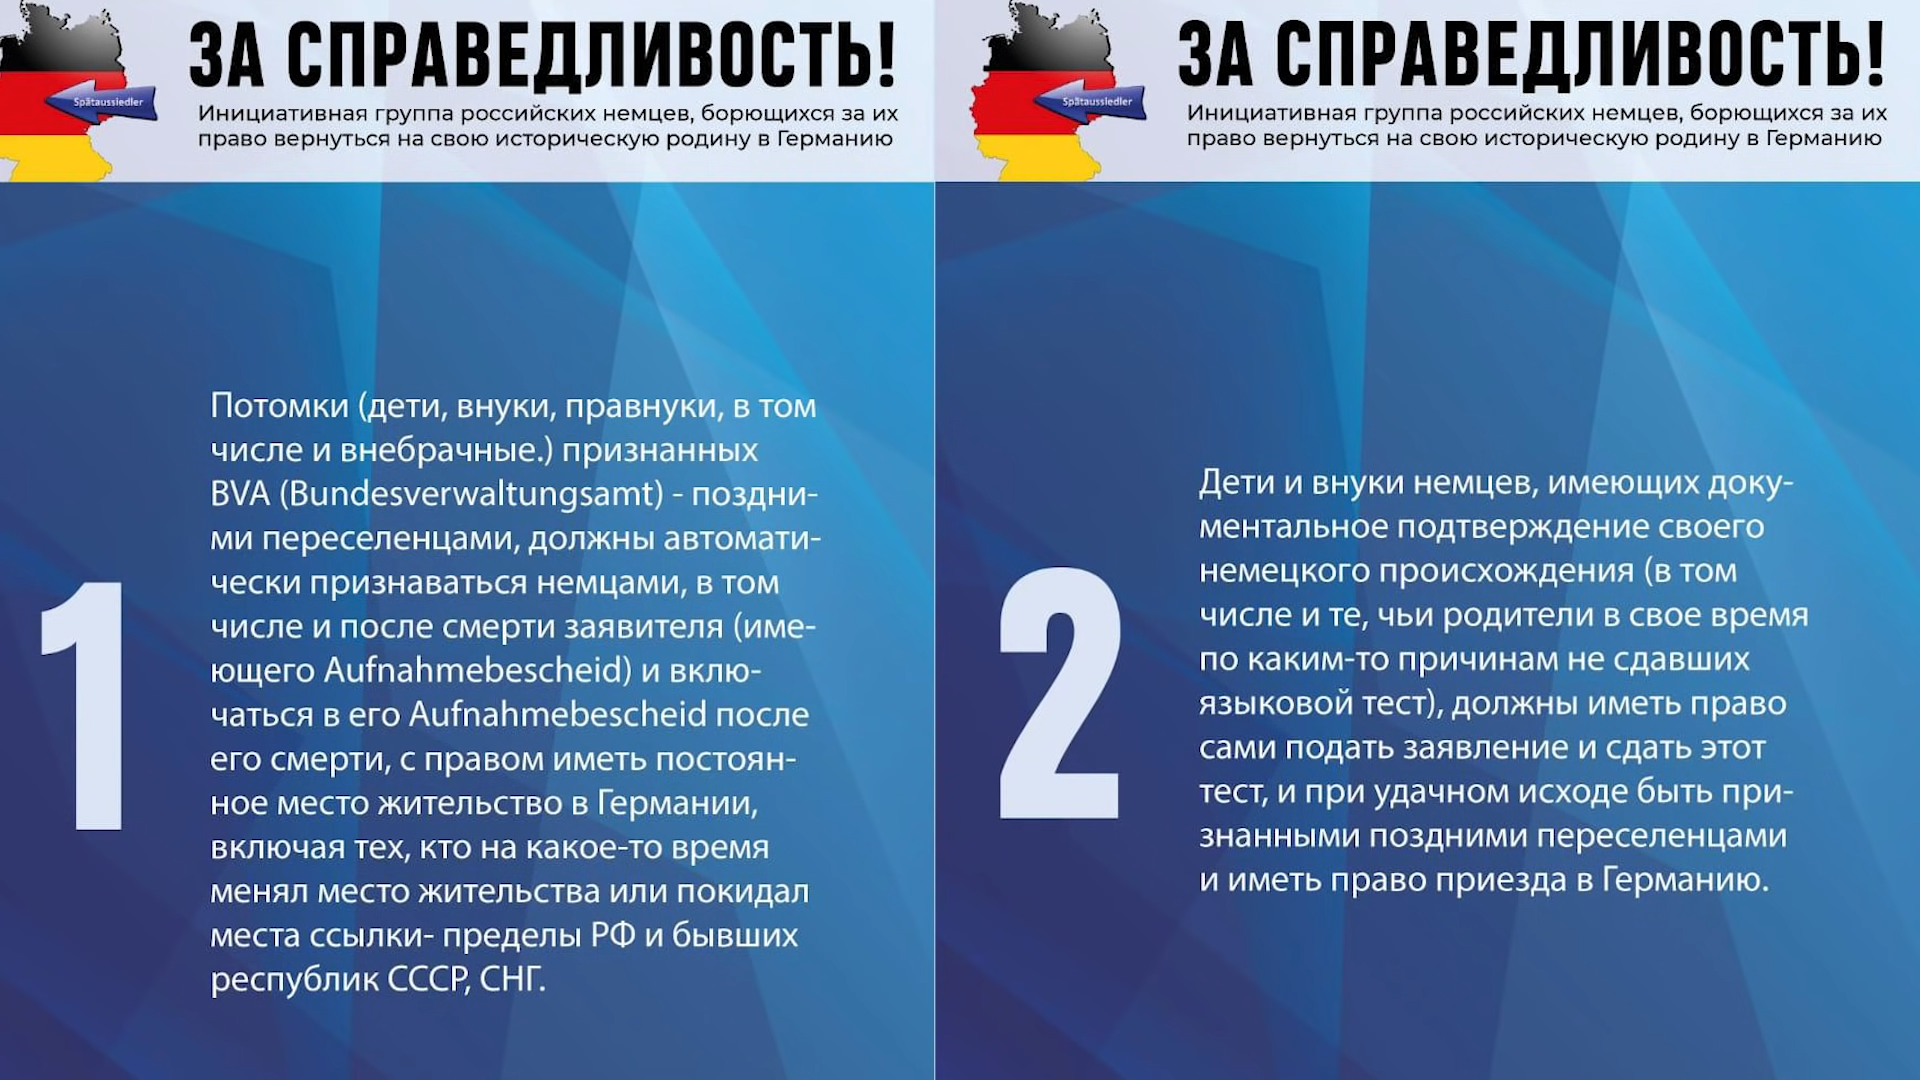 ЗА СПРАВЕДЛИВОСТЬ!
Spätaussiedler
Инициативная группа российских немцев, борющихся за их
право вернуться на свою историческую родину в Германию
1
Потомки (дети, внуки, правнуки, в том
числе и внебрачные.) признанных
BVA (Bundesverwaltungsamt) - поздни-
ми переселенцами, должны автомати-
чески признаваться немцами, в том
числе и после смерти заявителя (име-
ющего Aufnahmebescheid) и вклю-
чаться в его Aufnahmebescheid после
его смерти, с правом иметь постоян-
ное место жительство в Германии,
включая тех, кто на какое-то время
менял место жительства или покидал
места ссылки- пределы РФ и бывших
республик СССР, СНГ.
ЗА СПРАВЕДЛИВОСТЬ!
Spätaussiedler
Инициативная группа российских немцев, борющихся за их
право вернуться на свою историческую родину в Германию
2
Дети и внуки немцев, имеющих доку-
ментальное подтверждение своего
немецкого происхождения (в том
числе и те, чьи родители в свое время
по каким-то причинам не сдавших
языковой тест), должны иметь право
сами подать заявление и сдать этот
тест, и при удачном исходе быть при-
знанными поздними переселенцами
и иметь право приезда в Германию.